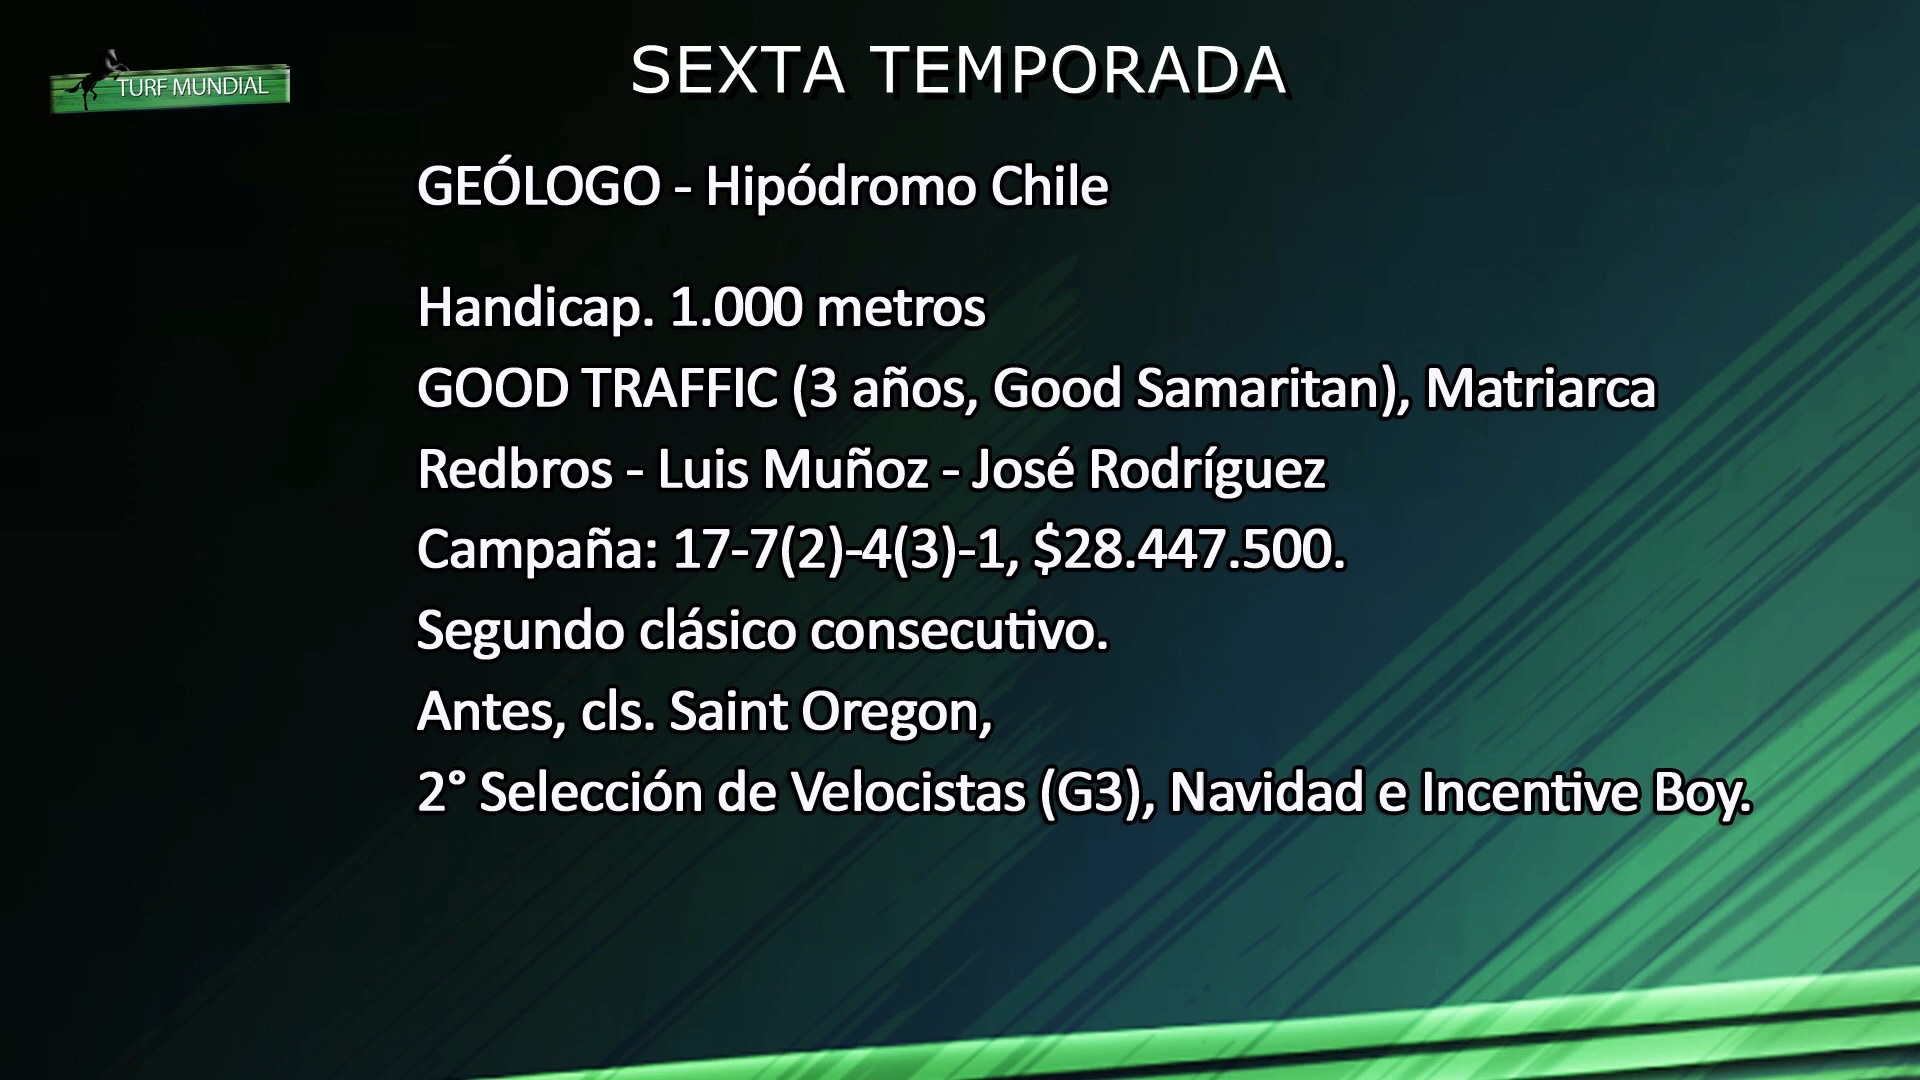 TURF MUNDIAL
SEXTA TEMPORADA
GEÓLOGO - Hipódromo Chile
Handicap. 1.000 metros
GOOD TRAFFIC (3 años, Good Samaritan), Matriarca
Redbros - Luis Muñoz - José Rodríguez
Campaña: 17-7(2)-4(3)-1, $28.447.500.
Segundo clásico consecutivo.
Antes, cls. Saint Oregon,
2° Selección de Velocistas (G3), Navidad e Incentive Boy.